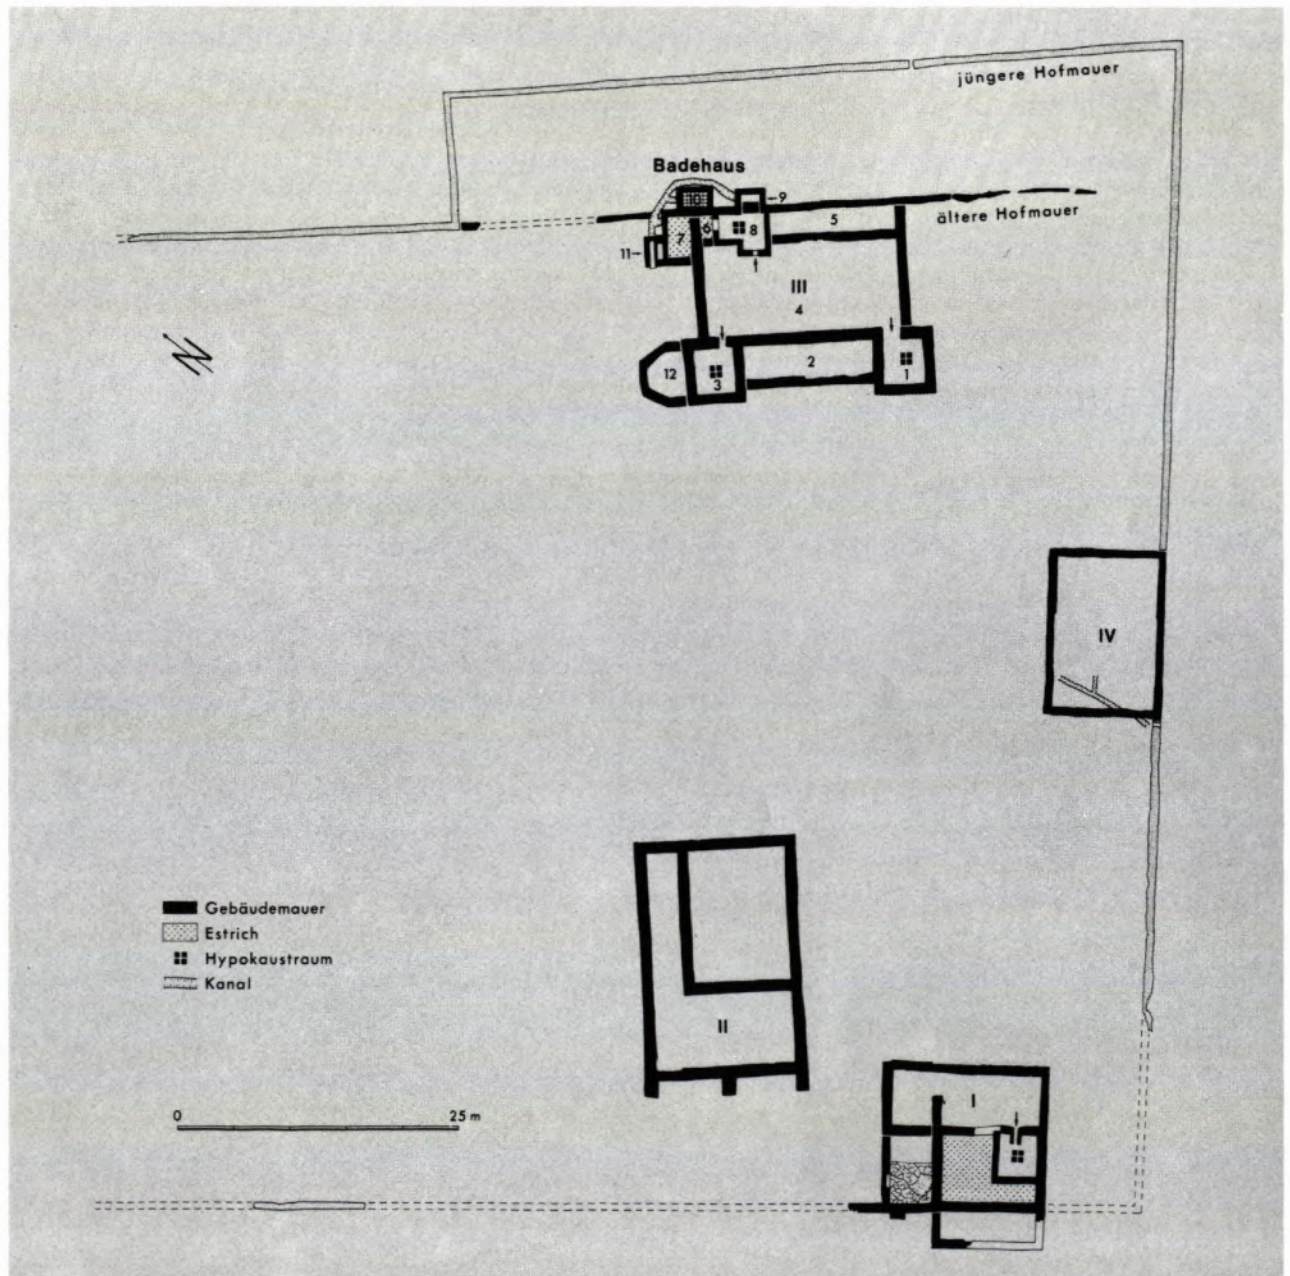 jüngere Hofmauer
Badehaus
9
ältere Hofmauer
10
5
6
8
7
11
III
4
2
12
3
1
IV
Gebäudemauer
Estrich
Hypokaustraum
Kanal
II
I
0 25 m